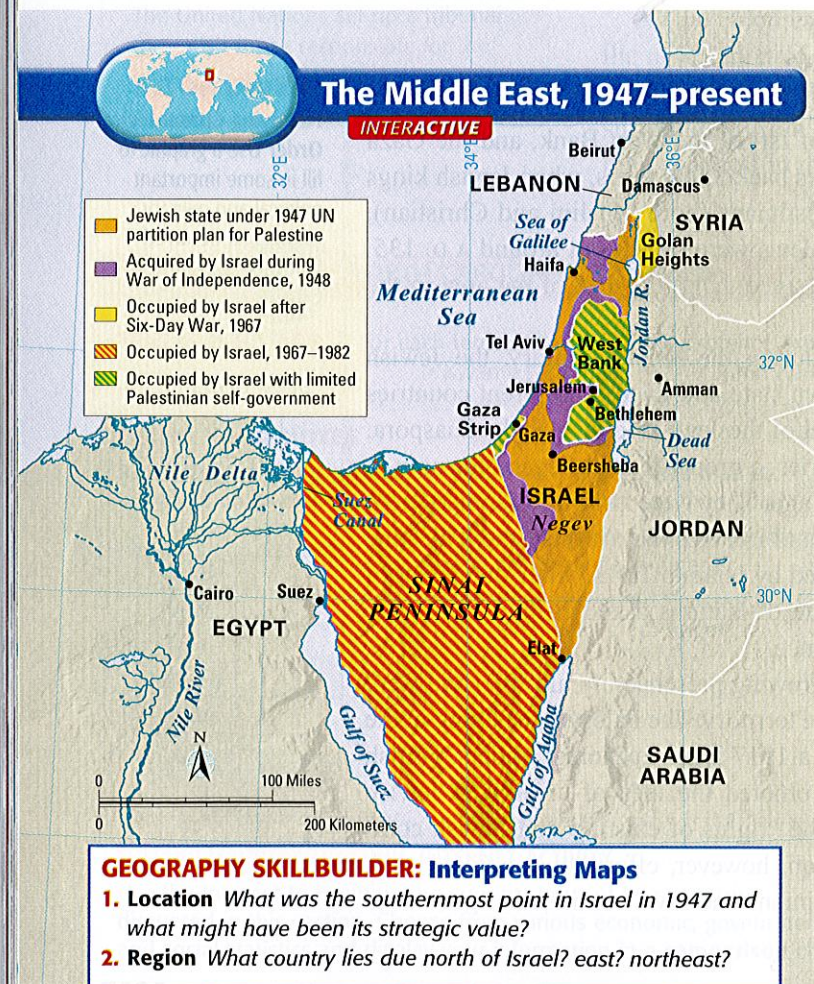 The Middle East, 1947–present
INTERACTIVE
32°E
34°E
36°E
Jewish state under 1947 UN
partition plan for Palestine
Acquired by Israel during
War of Independence, 1948
Occupied by Israel after
Six-Day War, 1967
Occupied by Israel, 1967–1982
Occupied by Israel with limited
Palestinian self-government
Beirut
LEBANON
Damascus
SYRIA
Sea of
Galilee
Golan
Heights
Haifa
Mediterranean
Sea
Jordan R.
Tel Aviv
West
Bank
32°N
Jerusalem
Amman
Gaza
Strip
Bethlehem
Gaza
Dead
Sea
Beersheba
Nile Delta
Suez
Canal
ISRAEL
Negev
JORDAN
SINAI
PENINSULA
Cairo
Suez
30°N
EGYPT
Elat
Nile River
Gulf of Suez
Gulf of Aqaba
SAUDI
ARABIA
N
0
100 Miles
0
200 Kilometers
GEOGRAPHY SKILLBUILDER: Interpreting Maps
1. Location What was the southernmost point in Israel in 1947 and
what might have been its strategic value?
2. Region What country lies due north of Israel? east? northeast?